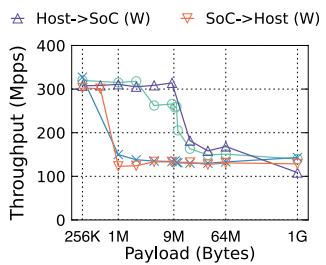 Host->SoC (W) SoC->Host (W)
400
300
200
100
0
Throughput (Mpps)
256K 1M 9M 64M 1G
Payload (Bytes)